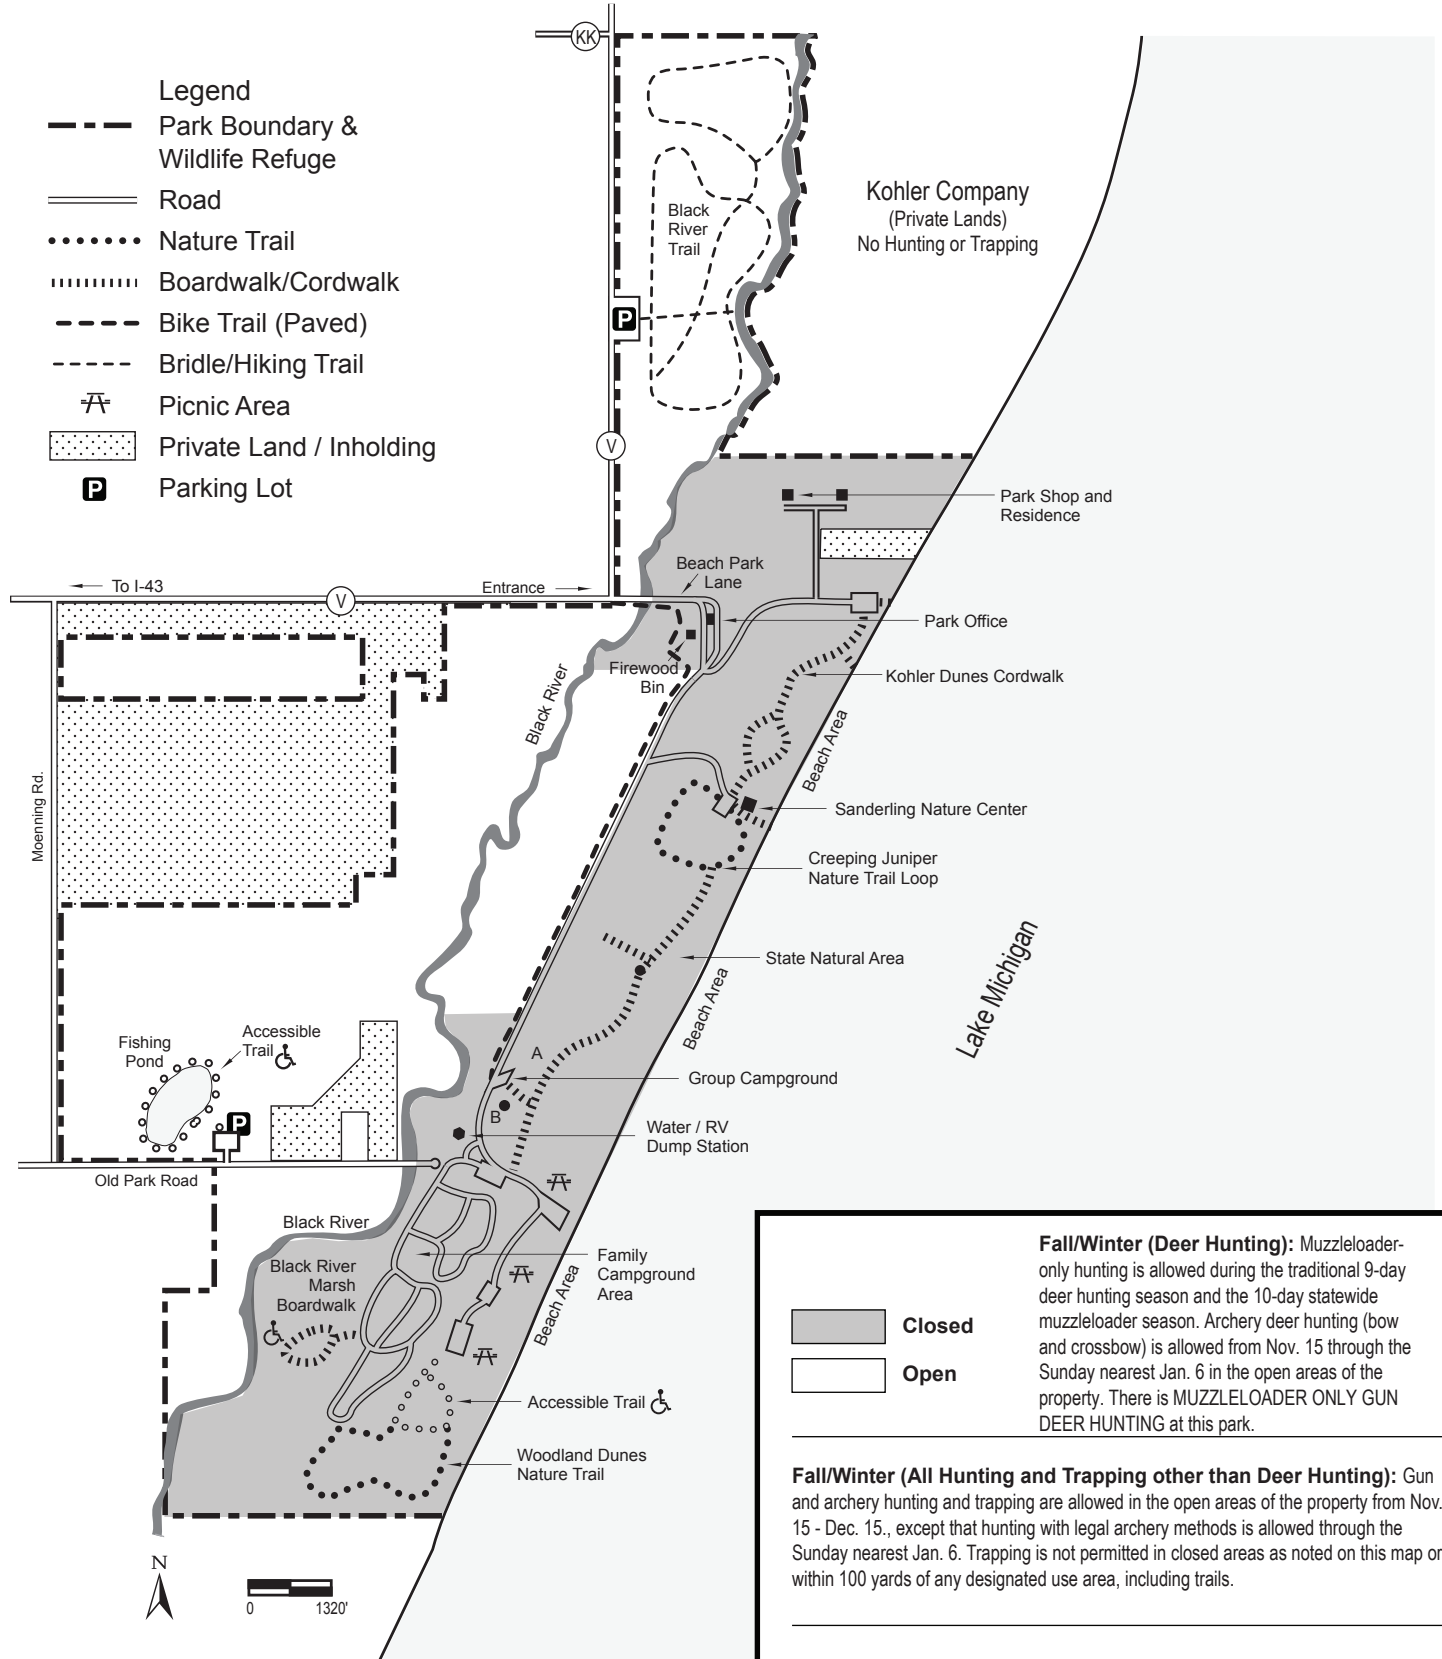 KK
Legend
Park Boundary &
Wildlife Refuge
Road
Nature Trail
Boardwalk/Cordwalk
Bike Trail (Paved)
Bridle/Hiking Trail
Picnic Area
Private Land / Inholding
P
Parking Lot
Black
River
Trail
Kohler Company
(Private Lands)
No Hunting or Trapping
P
V
Park Shop and
Residence
To I-43
V
Entrance
Beach Park
Lane
Park Office
Firewood
Bin
Black River
Kohler Dunes Cordwalk
Beach Area
Moenning Rd.
Sanderling Nature Center
Creeping Juniper
Nature Trail Loop
State Natural Area
Beach Area
Lake Michigan
Fishing
Pond
Accessible
Trail
P
A
Group Campground
B
Water / RV
Dump Station
Old Park Road
Black River
Black River
Marsh
Boardwalk
Family
Campground
Area
Beach Area
Accessible Trail
Woodland Dunes
Nature Trail
N
0 1320'
Closed
Open
Fall/Winter (Deer Hunting): Muzzleloader-
only hunting is allowed during the traditional 9-day
deer hunting season and the 10-day statewide
muzzleloader season. Archery deer hunting (bow
and crossbow) is allowed from Nov. 15 through the
Sunday nearest Jan. 6 in the open areas of the
property. There is MUZZLELOADER ONLY GUN
DEER HUNTING at this park.
Fall/Winter (All Hunting and Trapping other than Deer Hunting): Gun
and archery hunting and trapping are allowed in the open areas of the property from Nov.
15 - Dec. 15., except that hunting with legal archery methods is allowed through the
Sunday nearest Jan. 6. Trapping is not permitted in closed areas as noted on this map or
within 100 yards of any designated use area, including trails.